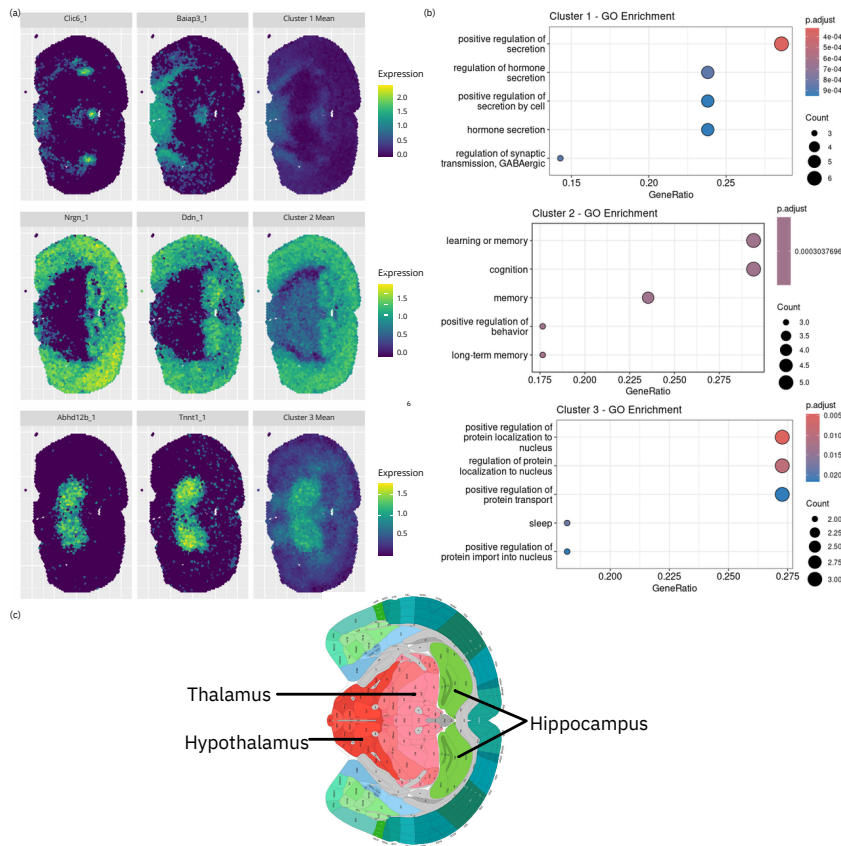 (a)
Clic6_1
Baiap3_1
Cluster 1 Mean
Expression
2.0
1.5
1.0
0.5
0.0
Nrgn_1
Ddn_1
Cluster 2 Mean
Expression
1.5
1.0
0.5
0.0
Abhd12b_1
Tnnt1_1
Cluster 3 Mean
Expression
1.5
1.0
0.5
0.0
6
(b)
Cluster 1 - GO Enrichment
positive regulation of
secretion
regulation of hormone
secretion
positive regulation of
secretion by cell
hormone secretion
regulation of synaptic
transmission, GABAergic
0.15
0.20
0.25
GeneRatio
p.adjust
4e-04
5e-04
6e-04
7e-04
8e-04
9e-04
Count
3
4
5
6
Cluster 2 - GO Enrichment
learning or memory
cognition
memory
positive regulation of
behavior
long-term memory
0.175
0.200
0.225
0.250
0.275
GeneRatio
p.adjust
0.0003037696
Count
3.0
3.5
4.0
4.5
5.0
Cluster 3 - GO Enrichment
positive regulation of
protein localization to
nucleus
regulation of protein
localization to nucleus
positive regulation of
protein transport
sleep
positive regulation of
protein import into nucleus
0.200
0.225
0.250
0.275
GeneRatio
p.adjust
0.005
0.010
0.015
0.020
Count
2.00
2.25
2.50
2.75
3.00
(c)
Thalamus
Hypothalamus
Hippocampus